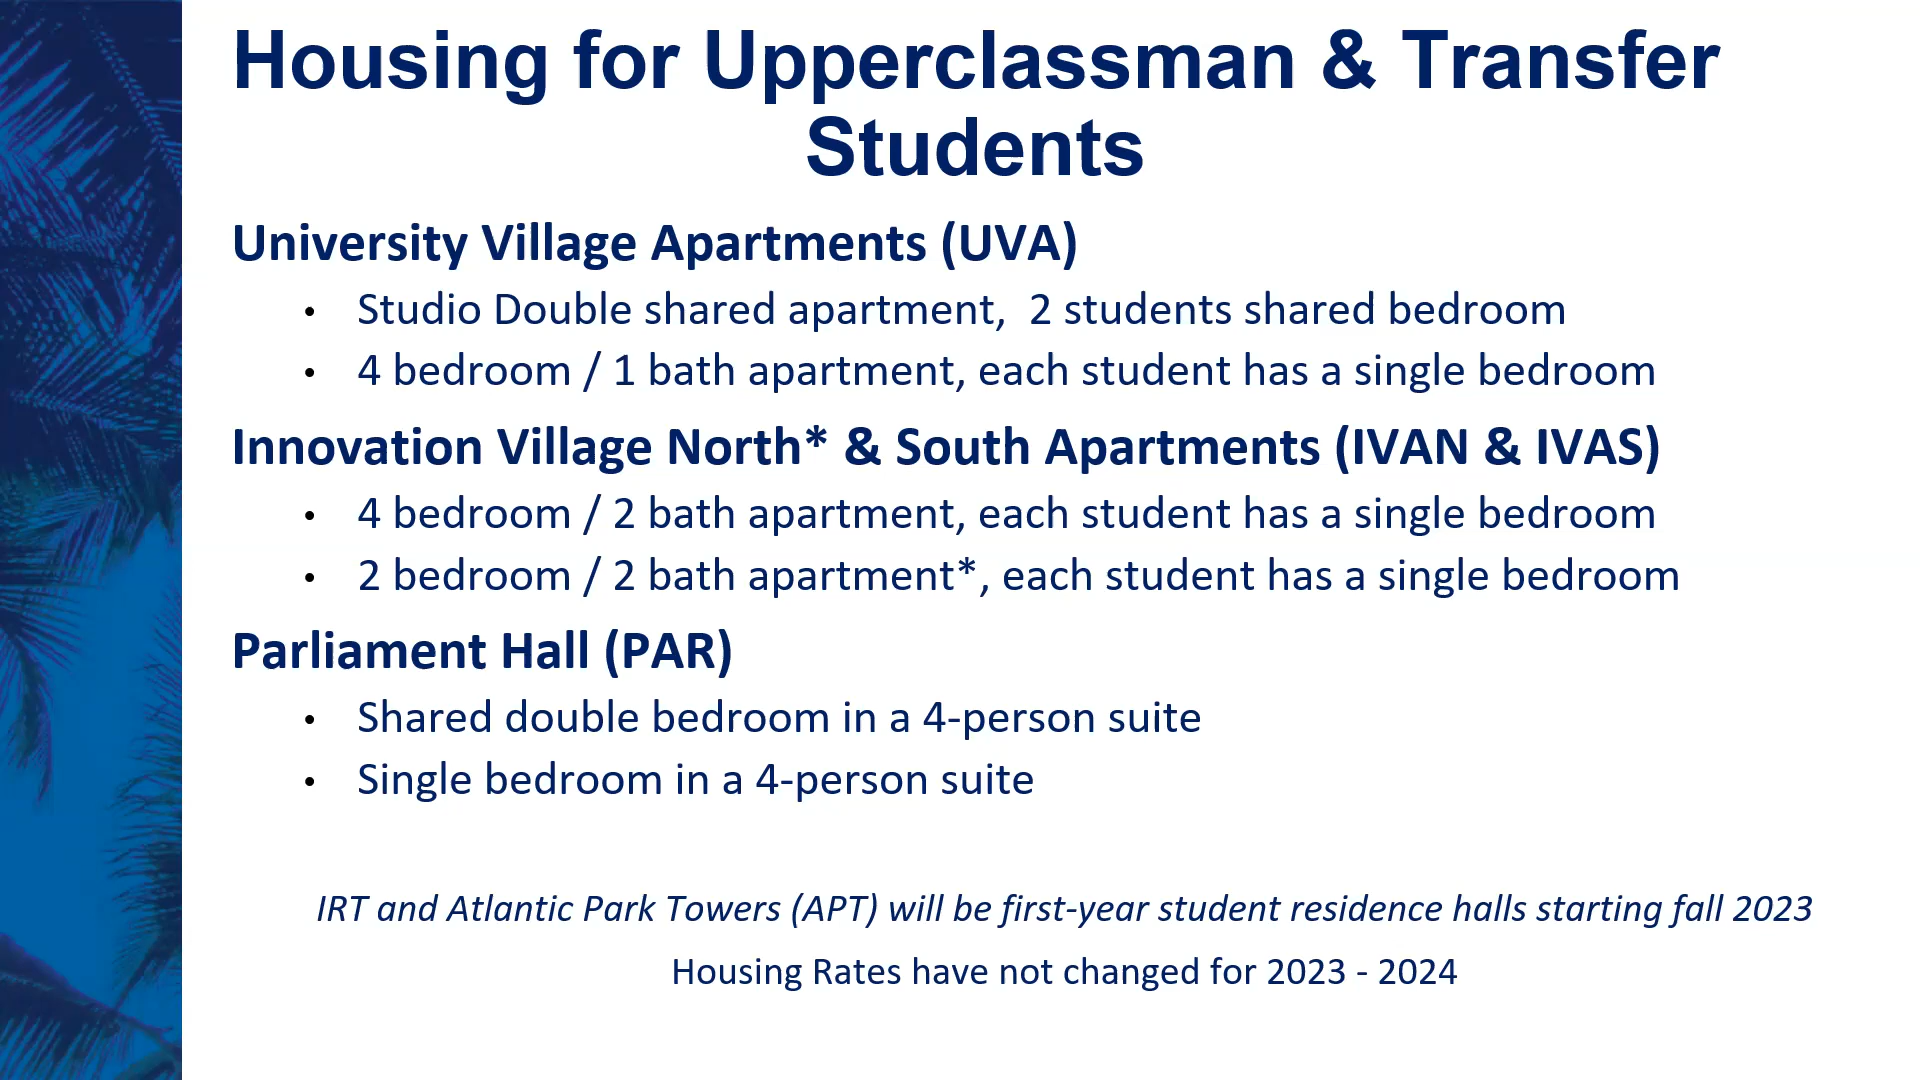 Housing for Upperclassman & Transfer
Students
University Village Apartments (UVA)
• Studio Double shared apartment,  2 students shared bedroom
• 4 bedroom / 1 bath apartment, each student has a single bedroom
Innovation Village North* & South Apartments (IVAN & IVAS)
• 4 bedroom / 2 bath apartment, each student has a single bedroom
• 2 bedroom / 2 bath apartment*, each student has a single bedroom
Parliament Hall (PAR)
• Shared double bedroom in a 4-person suite
• Single bedroom in a 4-person suite
IRT and Atlantic Park Towers (APT) will be first-year student residence halls starting fall 2023
Housing Rates have not changed for 2023 - 2024